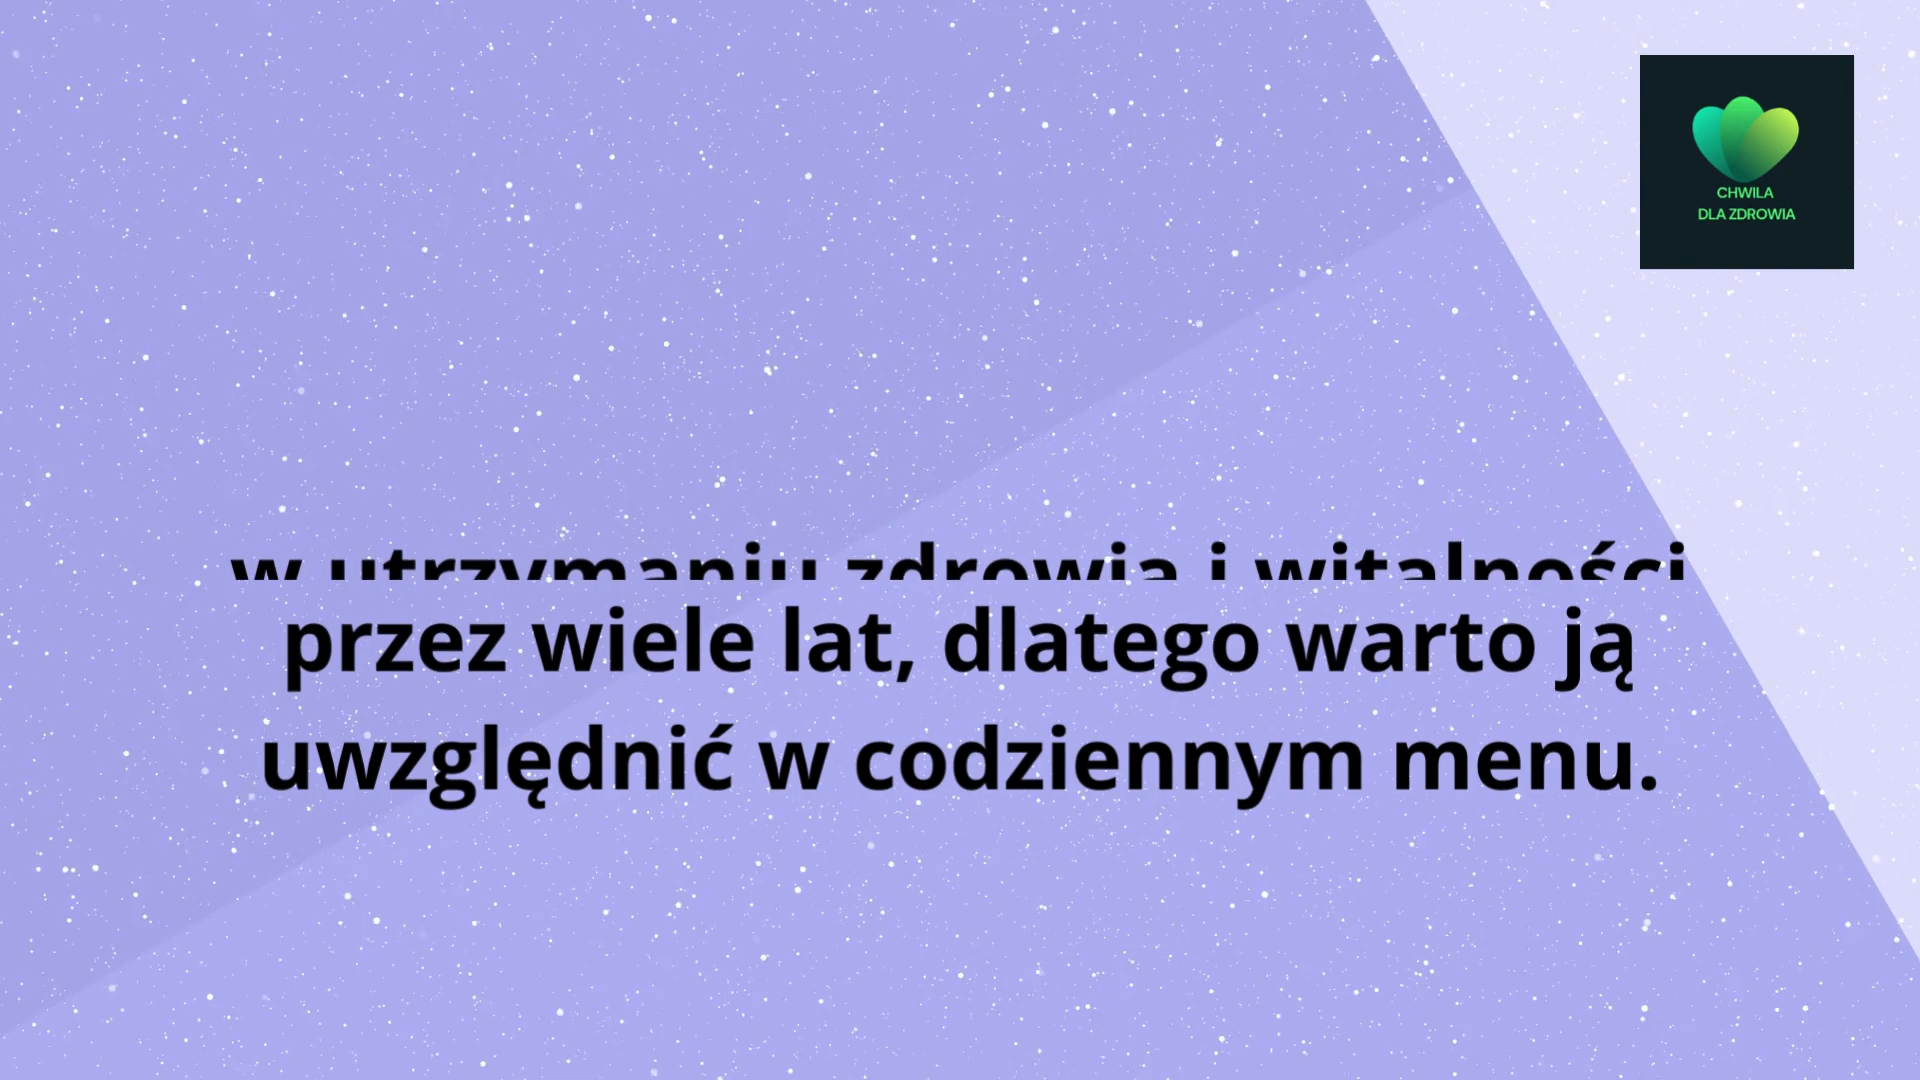 CHWILA
DLA ZDROWIA
w utrzymaniu zdrowia i witalności
przez wiele lat, dlatego warto ją
uwzględnić w codziennym menu.